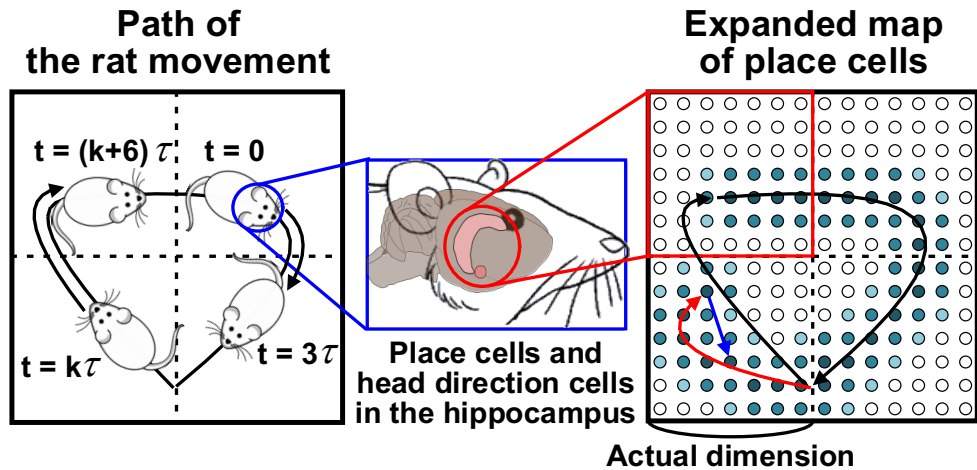 Path of
the rat movement
t = (k+6) τ
t = 0
t = kτ
t = 3τ
Place cells and
head direction cells
in the hippocampus
Expanded map
of place cells
Actual dimension